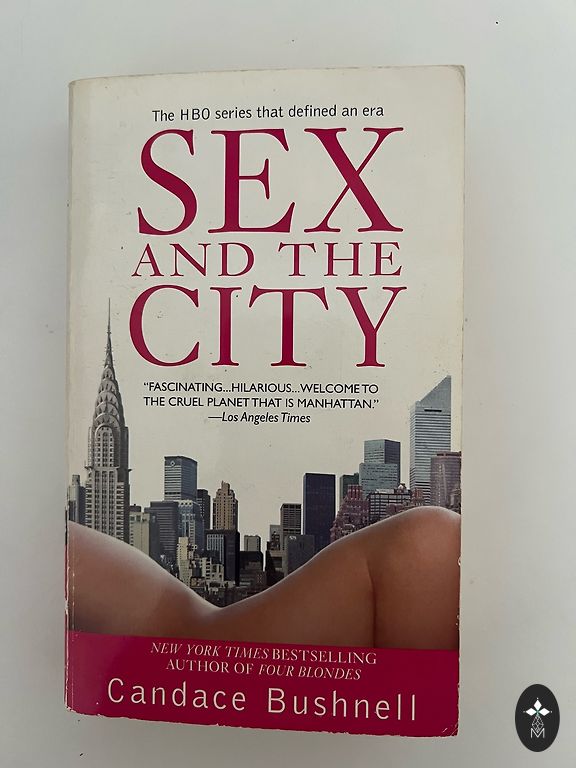 The HBO series that defined an era
SEX
AND THE
CITY
“FASCINATING...HILARIOUS...WELCOME TO
THE CRUEL PLANET THAT IS MANHATTAN.”
—Los Angeles Times
NEW YORK TIMES BESTSELLING
AUTHOR OF FOUR BLONDES
Candace Bushnell
M